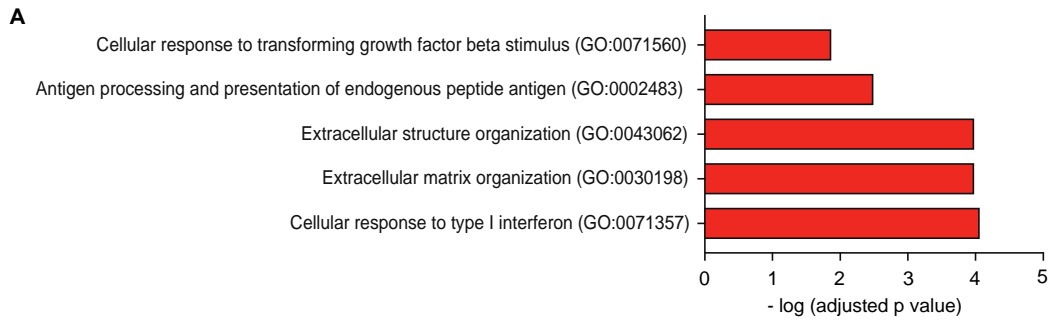 A
Cellular response to transforming growth factor beta stimulus (GO:0071560)
Antigen processing and presentation of endogenous peptide antigen (GO:0002483)
Extracellular structure organization (GO:0043062)
Extracellular matrix organization (GO:0030198)
Cellular response to type I interferon (GO:0071357)
0 1 2 3 4 5
- log (adjusted p value)